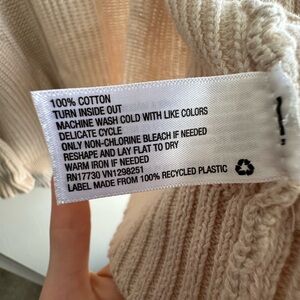 100% COTTON
TURN INSIDE OUT
MACHINE WASH COLD WITH LIKE COLORS
DELICATE CYCLE
ONLY NON-CHLORINE BLEACH IF NEEDED
RESHAPE AND LAY FLAT TO DRY
WARM IRON IF NEEDED
RN17730 VN1298251
LABEL MADE FROM 100% RECYCLED PLASTIC